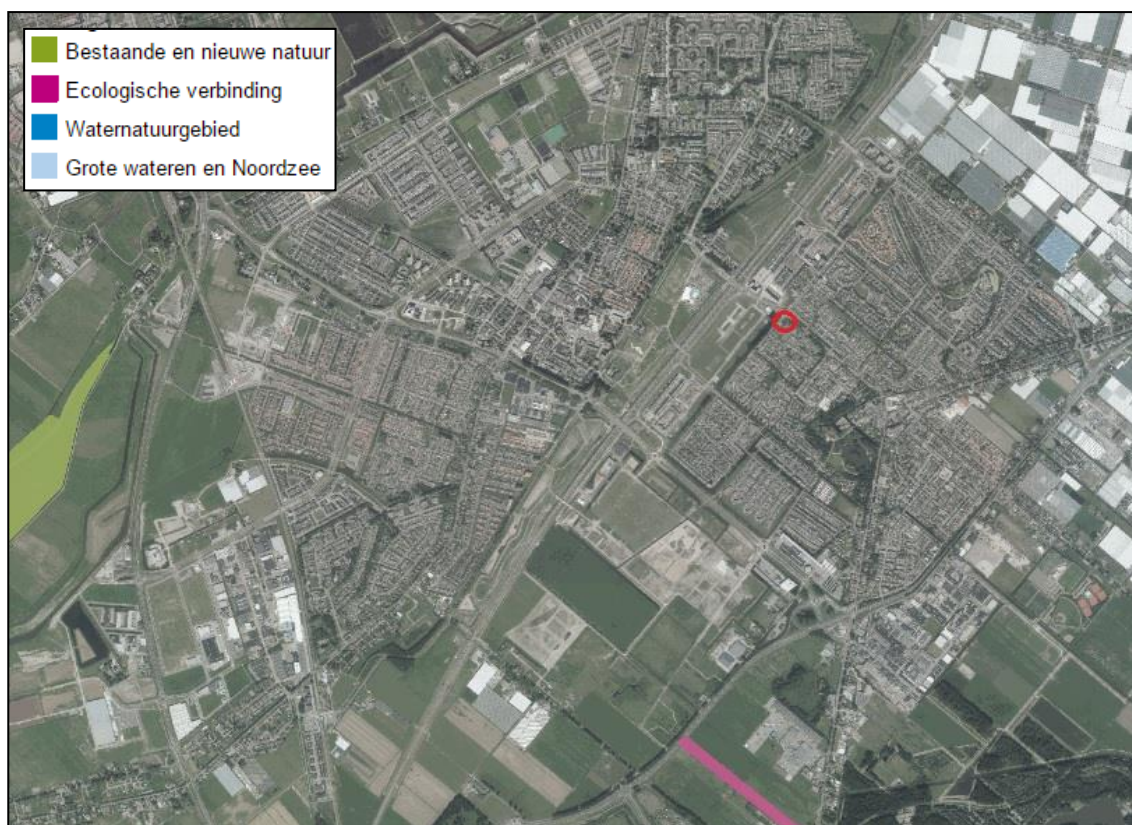 Bestaande en nieuwe natuur
Ecologische verbinding
Waternatuurgebied
Grote wateren en Noordzee